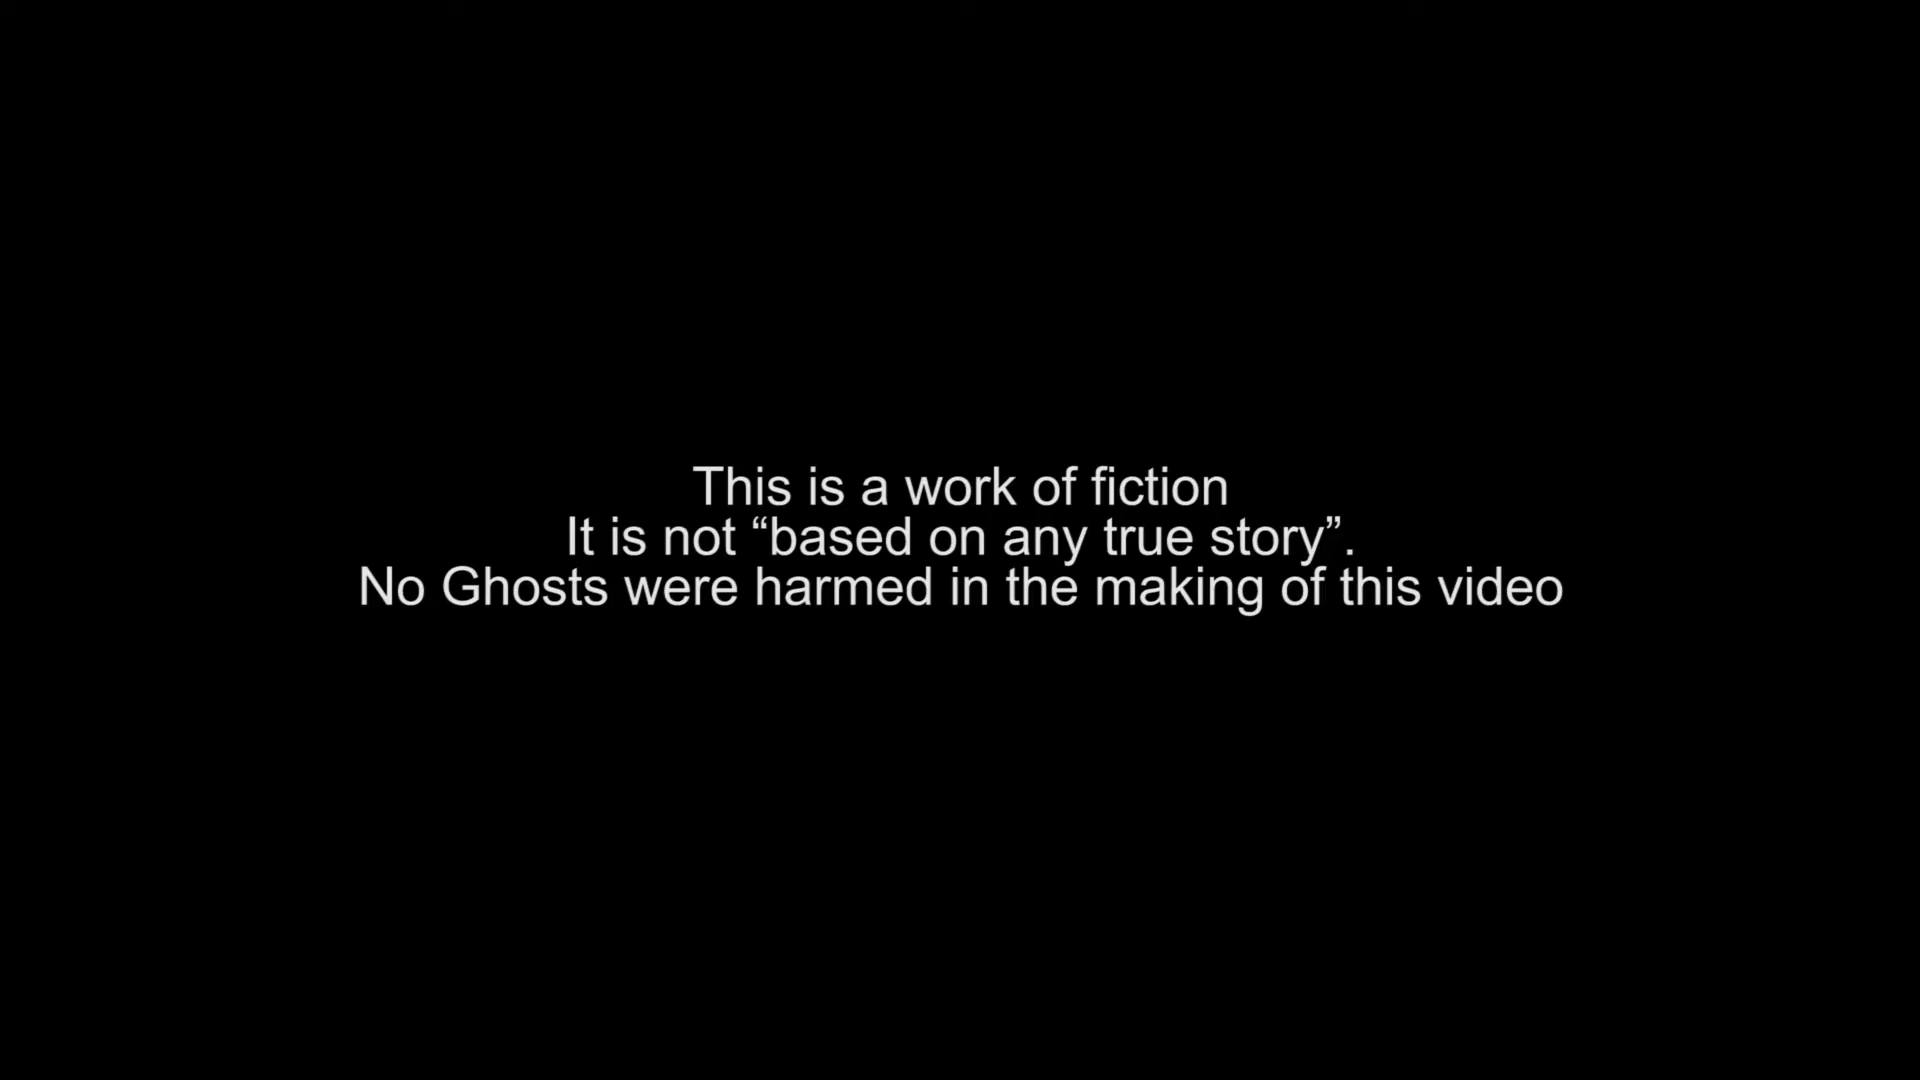 This is a work of fiction
It is not “based on any true story”.
No Ghosts were harmed in the making of this video